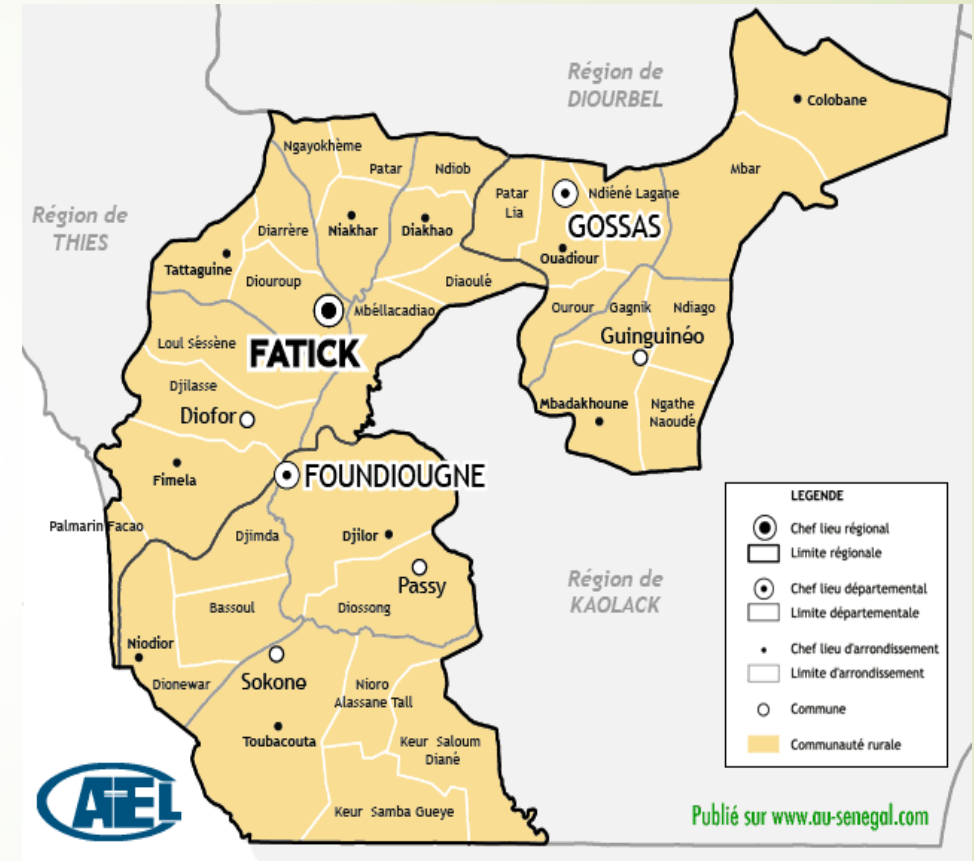 Région de
DIOURBEL
Colobane
Ngayokhème
Patar
Ndiob
Mbar
Patar
Lia
Ndiéné Lagane
Région de
THIES
GOSSAS
Diarrère
Niakhar
Diakhao
Ouadiour
Tattaguine
Diouroup
Diaoulé
Mbéllacadiao
Ourour
Gagnik
Ndiago
Guinguinéo
Loul Séssène
FATICK
Djilasse
Diofor
Mbadakhoune
Ngathe
Naoudé
Fimela
FOUNDIOUGNE
LEGENDE
Chef lieu régional
Limite régionale
Chef lieu départemental
Limite départementale
Chef lieu d'arrondissement
Limite d'arrondissement
Commune
Communauté rurale
Palmarin Facao
Djimda
Djilor
Passy
Région de
KAOLACK
Bassoul
Diossong
Niodior
Dionewar
Sokone
Nioro
Alassane Tall
Toubacouta
Keur Saloum
Diané
Keur Samba Gueye
ATEL
Publié sur www.au-senegal.com